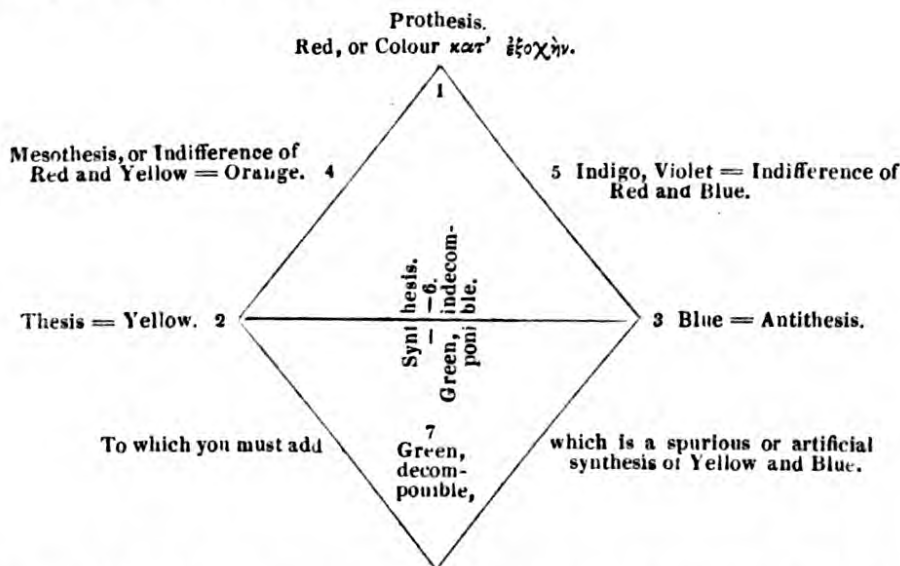 Prothesis.
Red, or Colour κατ' ἐξοχὴν.
1
Mesothesis, or Indifference of
Red and Yellow = Orange. 4
5 Indigo, Violet = Indifference of
Red and Blue.
Synthesis.
— 6.
Green, indecom-
ponible.
Thesis = Yellow. 2
3 Blue = Antithesis.
To which you must add
7
Green,
decom-
ponible,
which is a spurious or artificial
synthesis of Yellow and Blue.